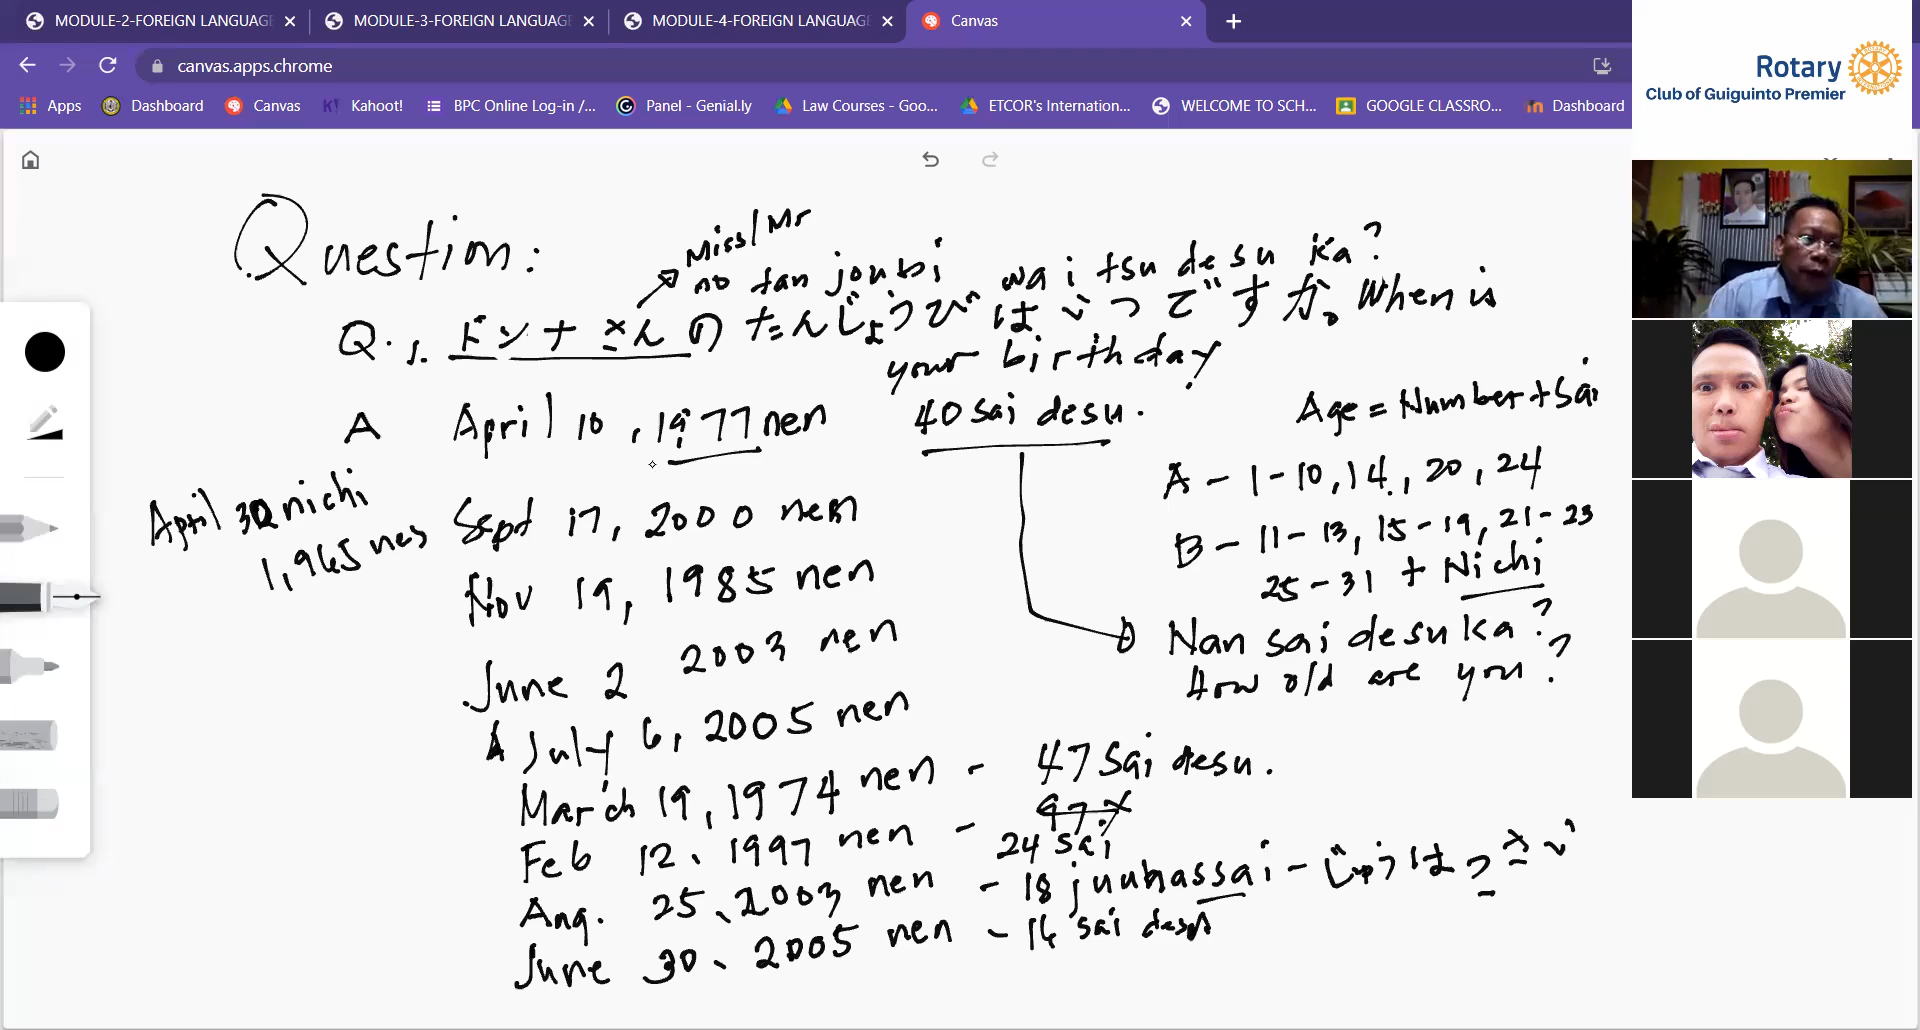 MODULE-2-FOREIGN LANGUAGE
MODULE-3-FOREIGN LANGUAGE
MODULE-4-FOREIGN LANGUAGE
Canvas
canvas.apps.chrome
Apps
Dashboard
Canvas
Kahoot!
BPC Online Log-in /...
Panel - Genial.ly
Law Courses - Goo...
ETCOR's Internation...
WELCOME TO SCH...
GOOGLE CLASSRO...
Dashboard
Rotary
Club of Guiguinto Premier
Question:
Miss/Mr
no tan joubi wa i tsu desu ka?
Q. 1. ドンナ さんの たんじょうび は いつ ですか。 When is
your birthday?
A April 10, 1977 nen 40 sai desu.
Age = Number + Sai
April 30 nichi
1,965 nen
Sept 17, 2000 nen
Nov 19, 1985 nen
June 2 2003 nen
July 6, 2005 nen
March 19, 1974 nen - 47 sai desu.
Feb 12, 1997 nen - 24 sai
Aug. 25, 2003 nen - 18 juuhassai - じゅうはっさい
June 30, 2005 nen - 16 sai desu
A - 1-10, 14, 20, 24
B - 11-13, 15-19, 21-23
25-31 + Nichi
Nan sai desu ka?
How old are you?